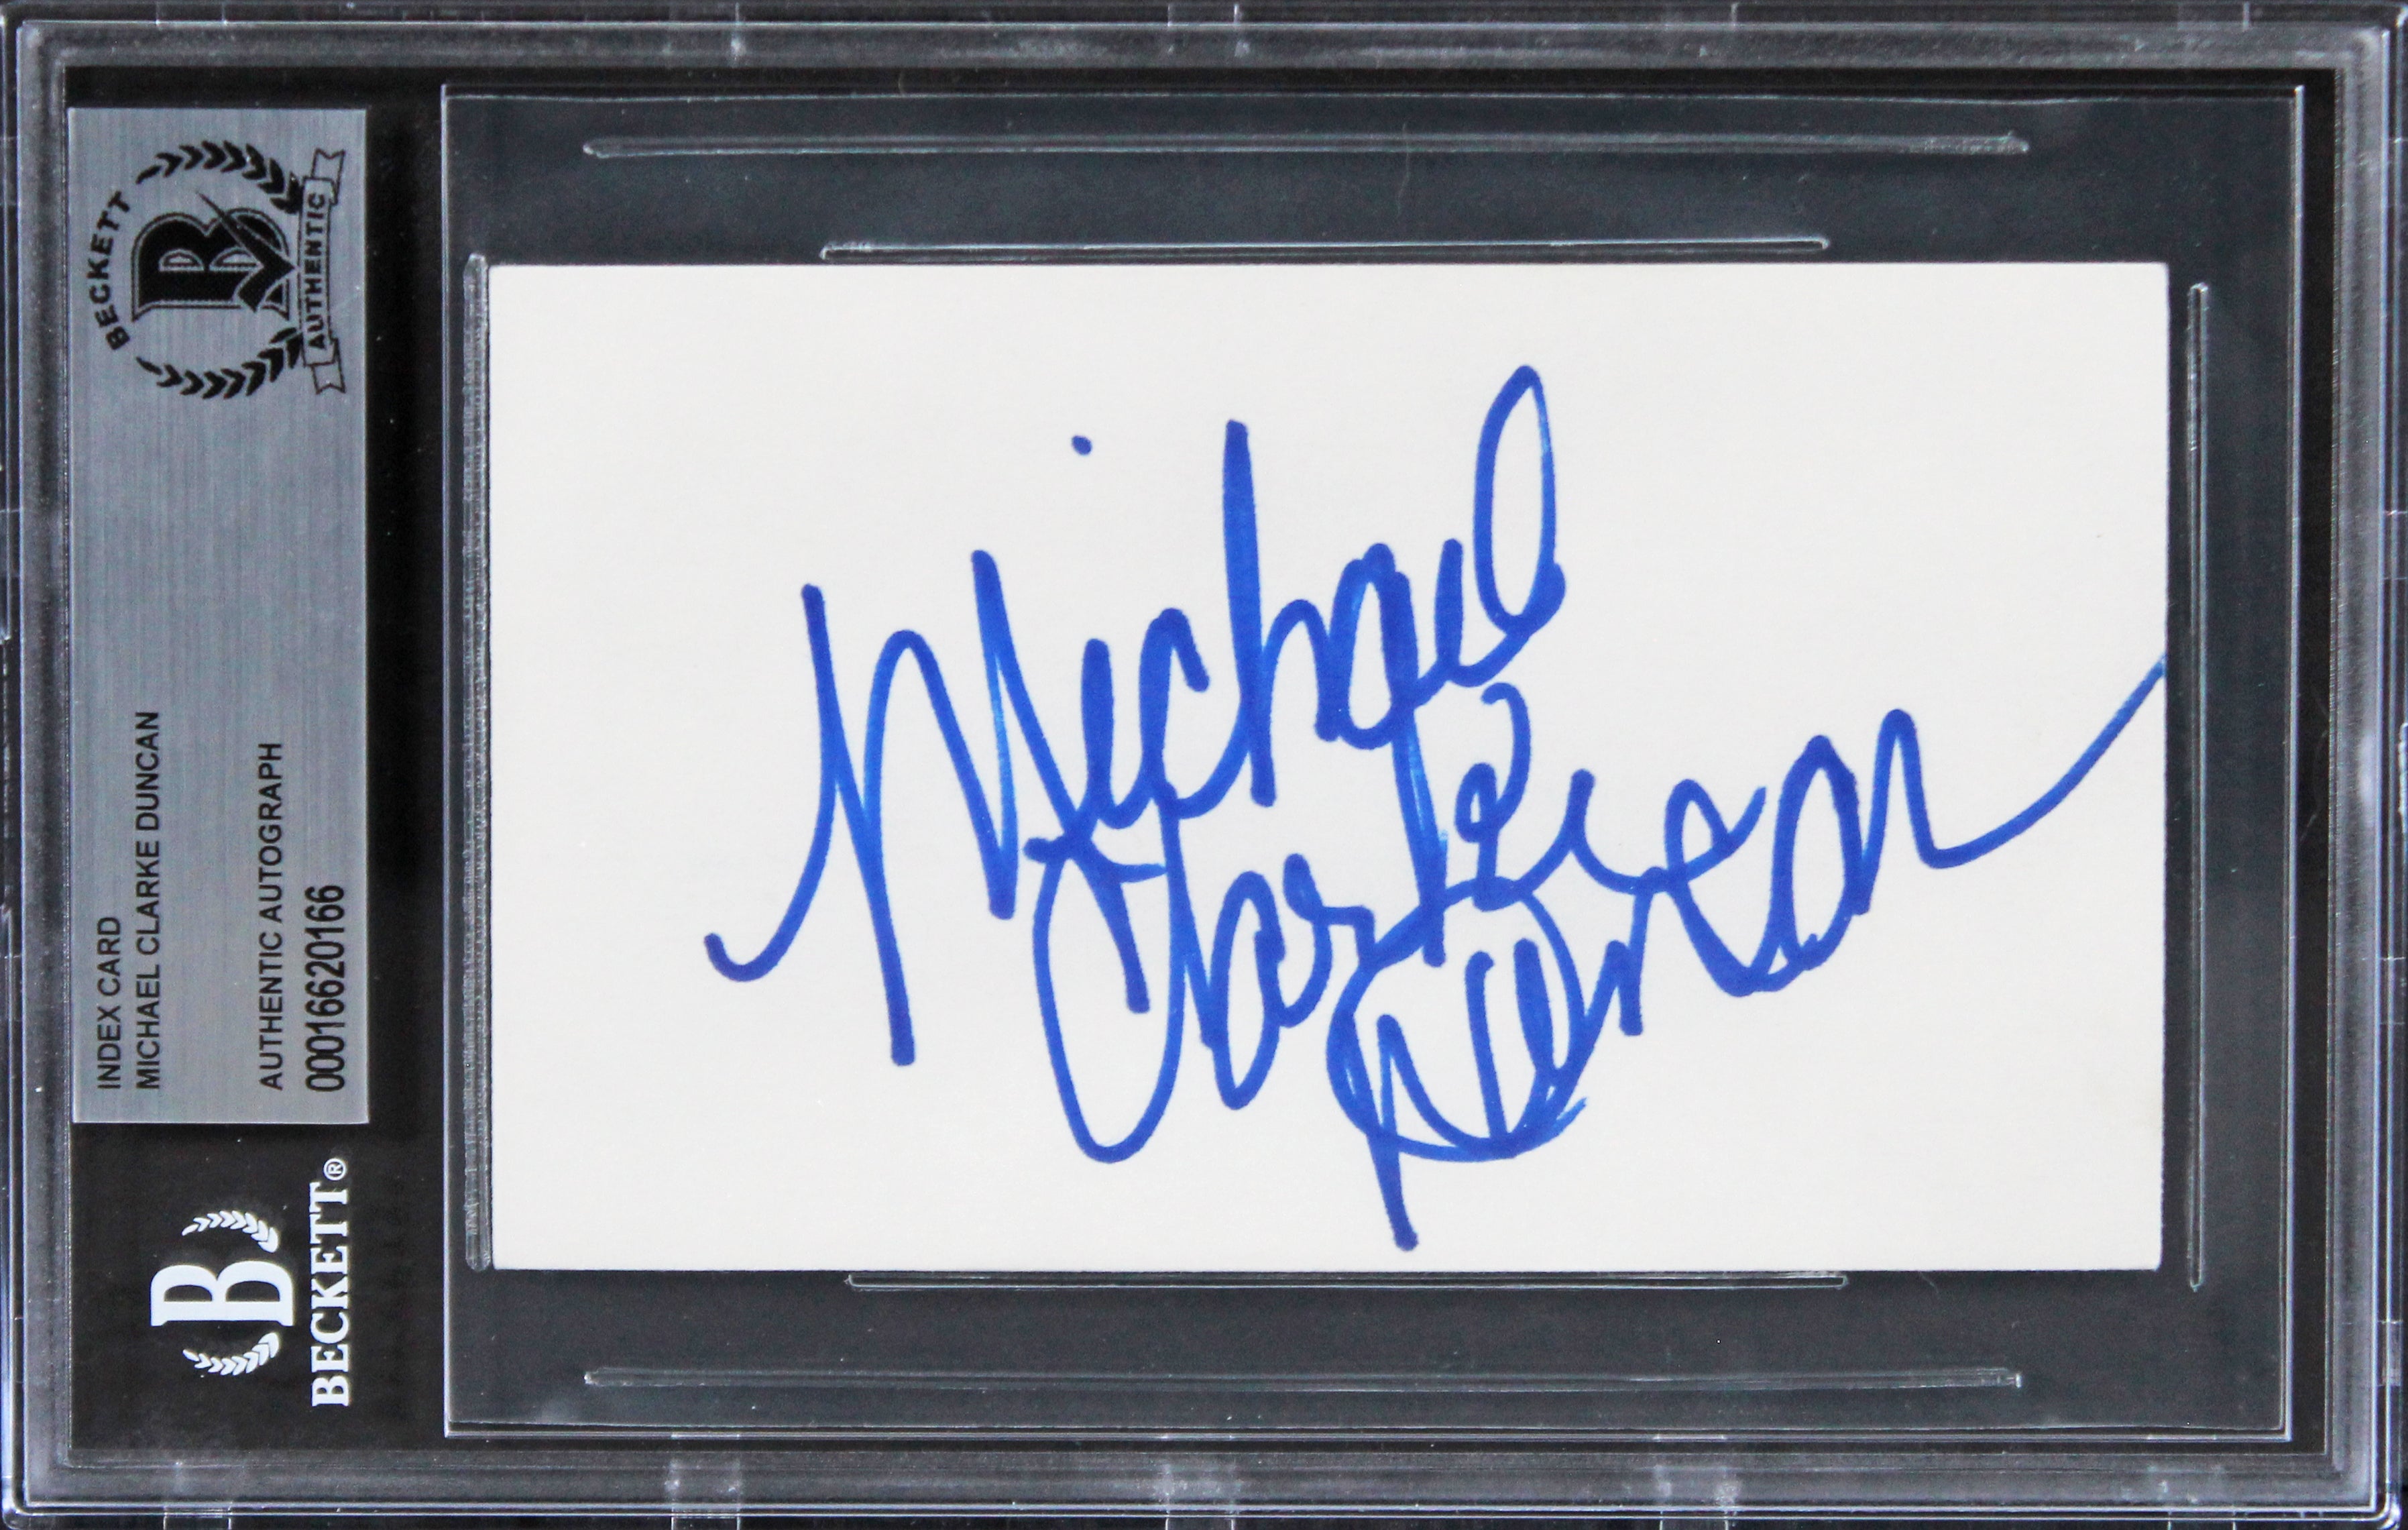 BECKETT
AUTHENTIC
INDEX CARD
MICHAEL CLARKE DUNCAN
AUTHENTIC AUTOGRAPH
00016620166
BECKETT®
Michael
Clarke
Duncan